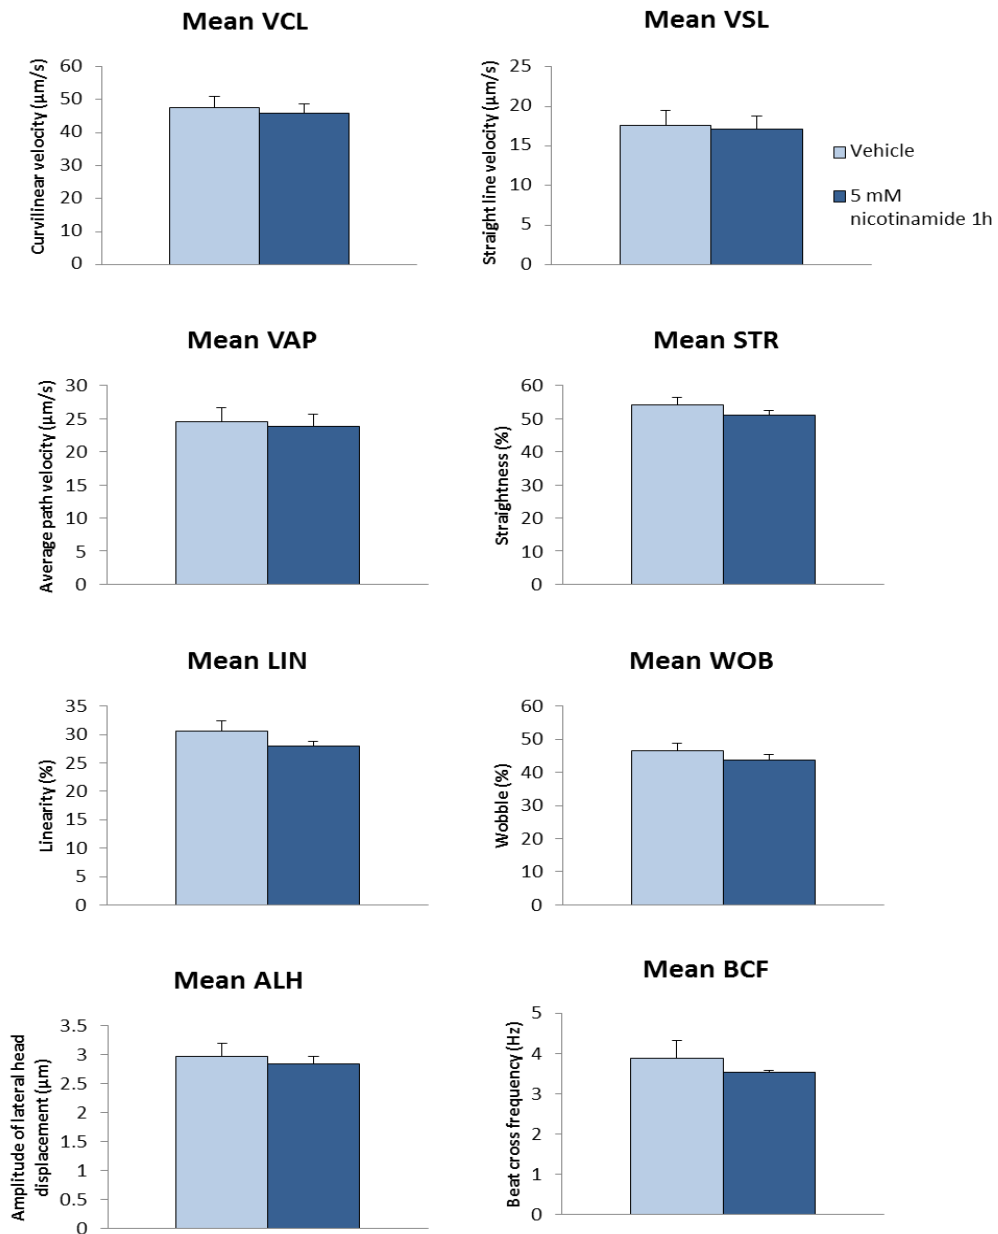 Mean VCL
Curvilinear velocity (µm/s)
60
50
40
30
20
10
0
Mean VSL
Straight line velocity (µm/s)
25
20
15
10
5
0
Vehicle
5 mM
nicotinamide 1h
Mean VAP
Average path velocity (µm/s)
30
25
20
15
10
5
0
Mean STR
Straightness (%)
60
50
40
30
20
10
0
Mean LIN
Linearity (%)
35
30
25
20
15
10
5
0
Mean WOB
Wobble (%)
60
50
40
30
20
10
0
Mean ALH
Amplitude of lateral head
displacement (µm)
3.5
3
2.5
2
1.5
1
0.5
0
Mean BCF
Beat cross frequency (Hz)
5
4
3
2
1
0